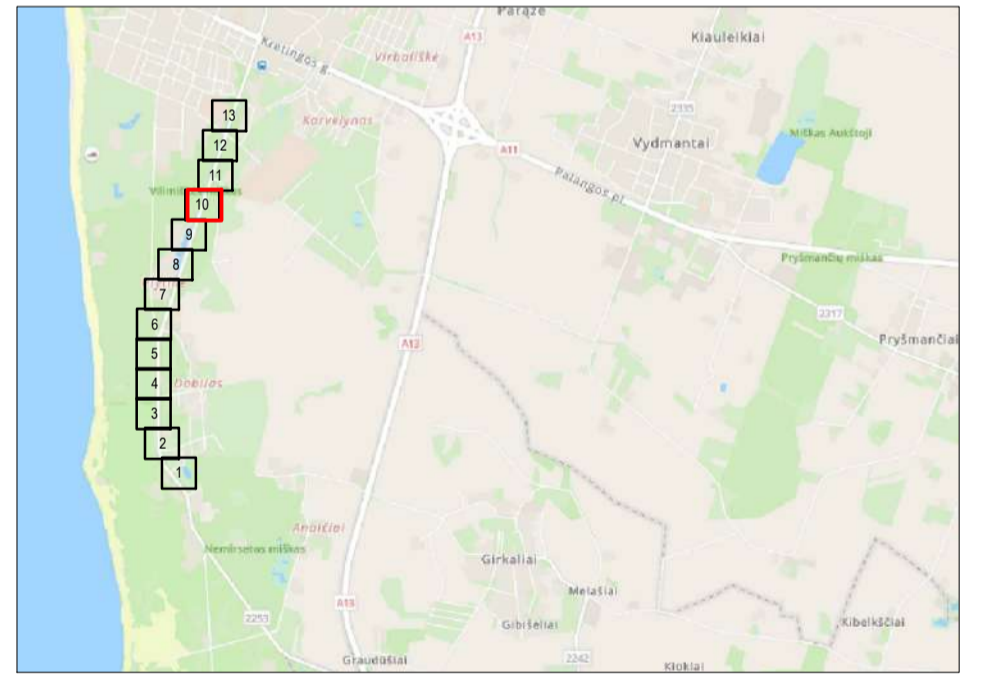 Paraže
A13
Kretingos g.
Virbališkė
Kiauleikiai
2335
13
Karvelynas
Miškas Aukštoji
12
A11
Vydmantai
11
Palangos pl.
10
9
8
Pryšmančių miškas
7
2317
6
A13
Pryšmančiai
5
4
Dobilas
3
2
1
Anaičiai
Nemirsetos miškas
Girkaliai
Melašiai
A13
2253
Gibišeliai
Kibelkščiai
Graudūšiai
2242
Klokiai